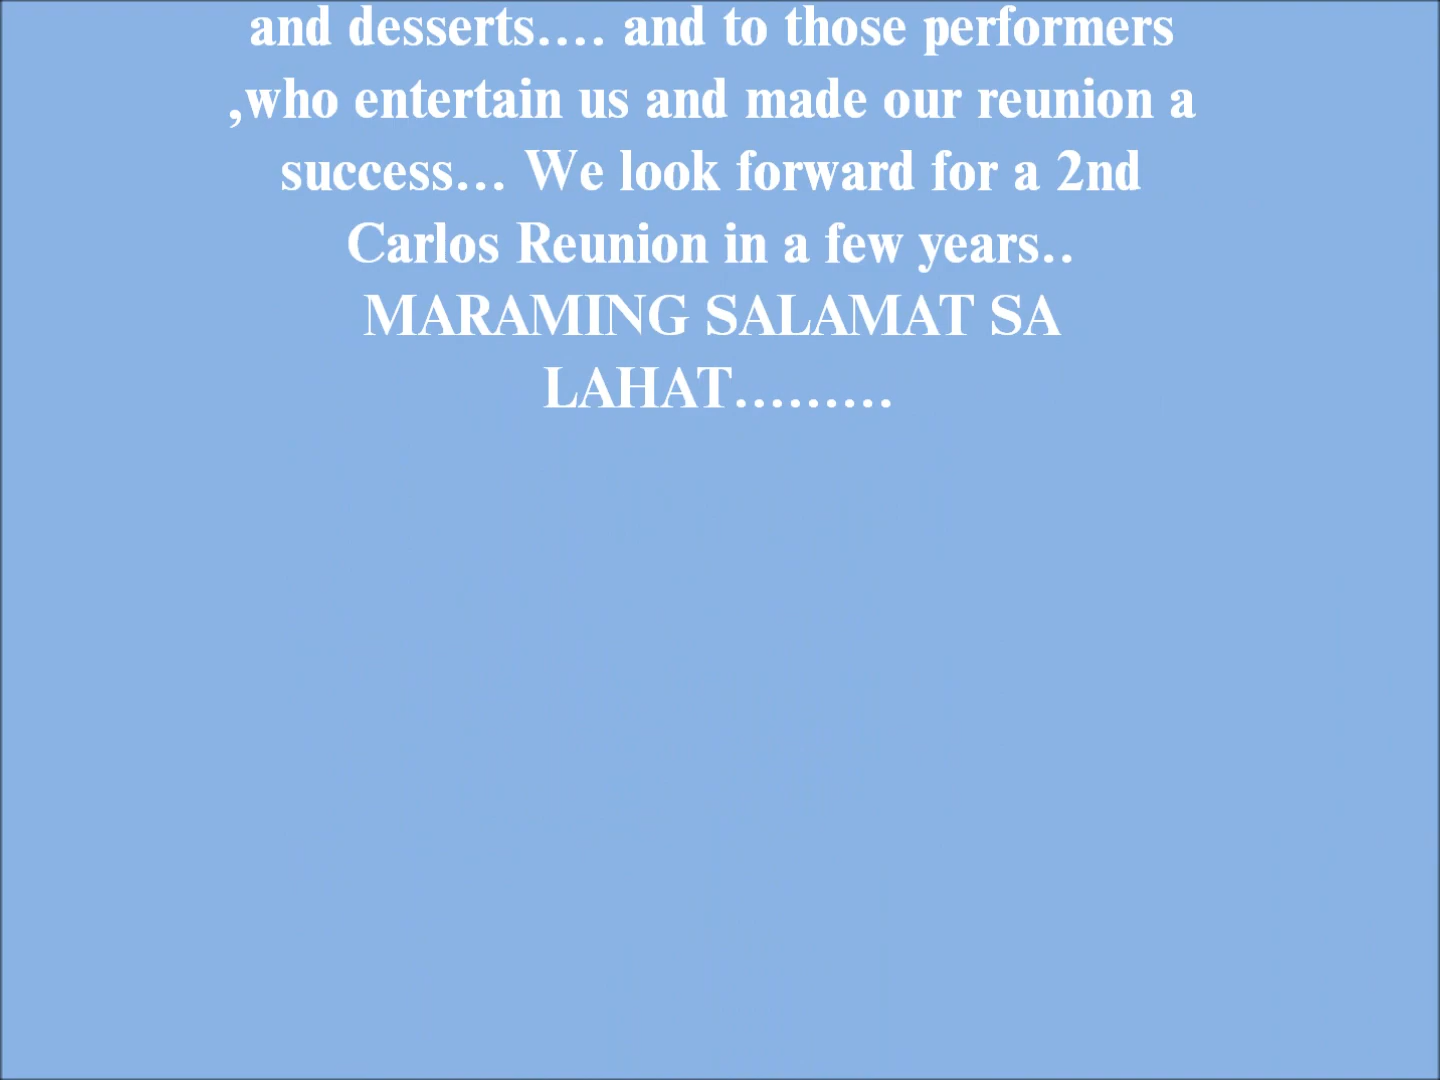 and desserts.... and to those performers
,who entertain us and made our reunion a
success... We look forward for a 2nd
Carlos Reunion in a few years..
MARAMING SALAMAT SA
LAHAT.........